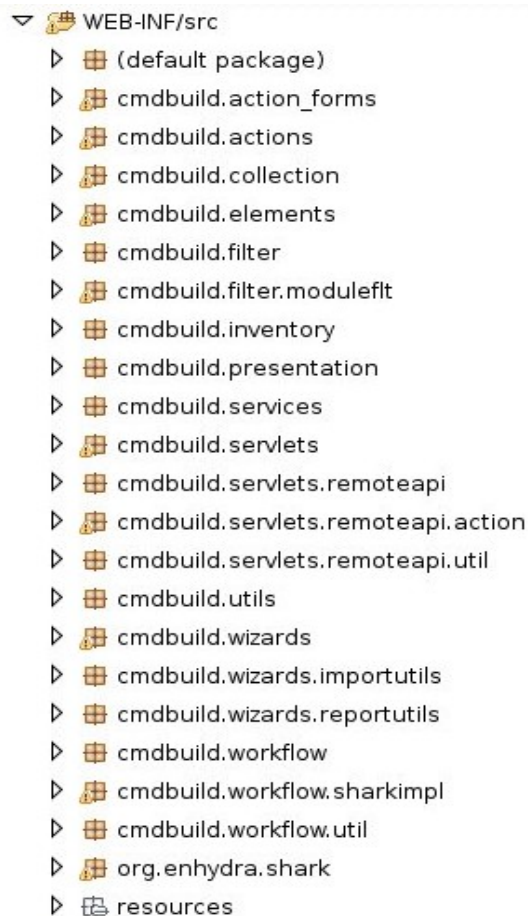 WEB-INF/src
(default package)
cmdbuild.action_forms
cmdbuild.actions
cmdbuild.collection
cmdbuild.elements
cmdbuild.filter
cmdbuild.filter.moduleflt
cmdbuild.inventory
cmdbuild.presentation
cmdbuild.services
cmdbuild.servlets
cmdbuild.servlets.remoteapi
cmdbuild.servlets.remoteapi.action
cmdbuild.servlets.remoteapi.util
cmdbuild.utils
cmdbuild.wizards
cmdbuild.wizards.importutils
cmdbuild.wizards.reportutils
cmdbuild.workflow
cmdbuild.workflow.sharkimpl
cmdbuild.workflow.util
org.enhydra.shark
resources